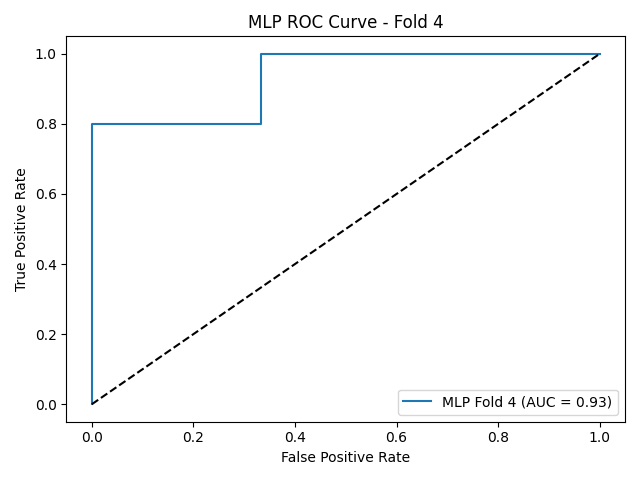 MLP ROC Curve - Fold 4
True Positive Rate
1.0
0.8
0.6
0.4
0.2
0.0
MLP Fold 4 (AUC = 0.93)
0.0 0.2 0.4 0.6 0.8 1.0
False Positive Rate